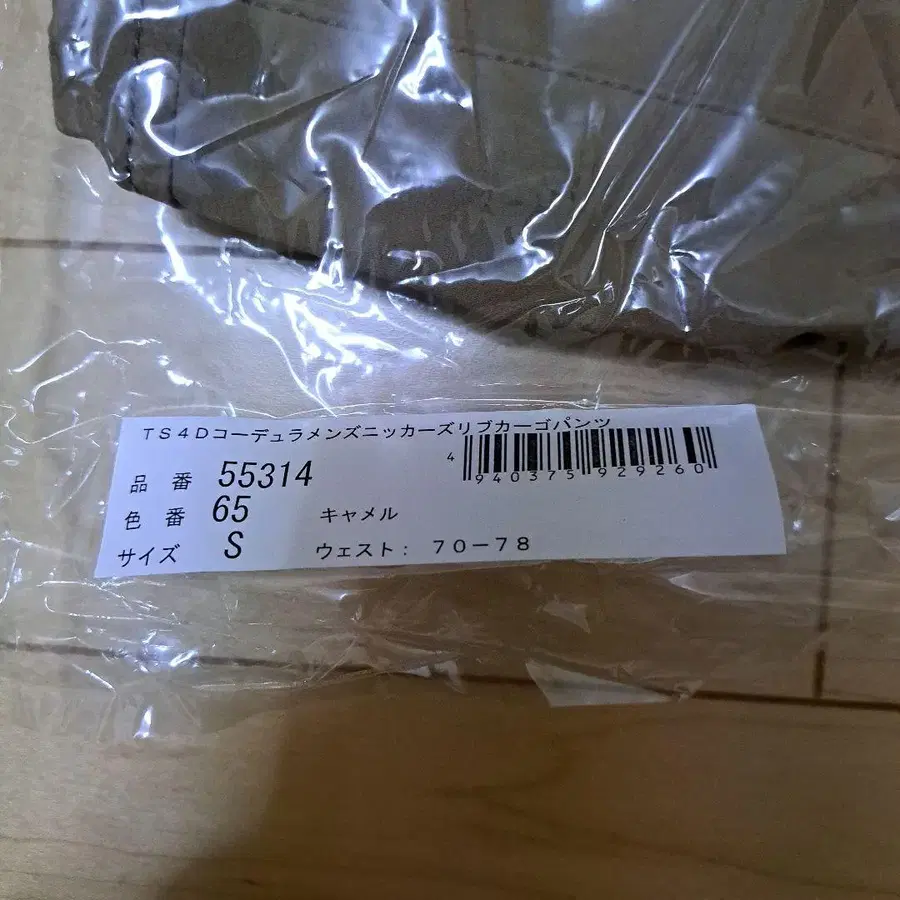 TS4Dコーデュラメンズニッカーズリブカーゴパンツ
4 940375 929260
品番 55314
色番 65 キャメル
サイズ S ウェスト: 70-78